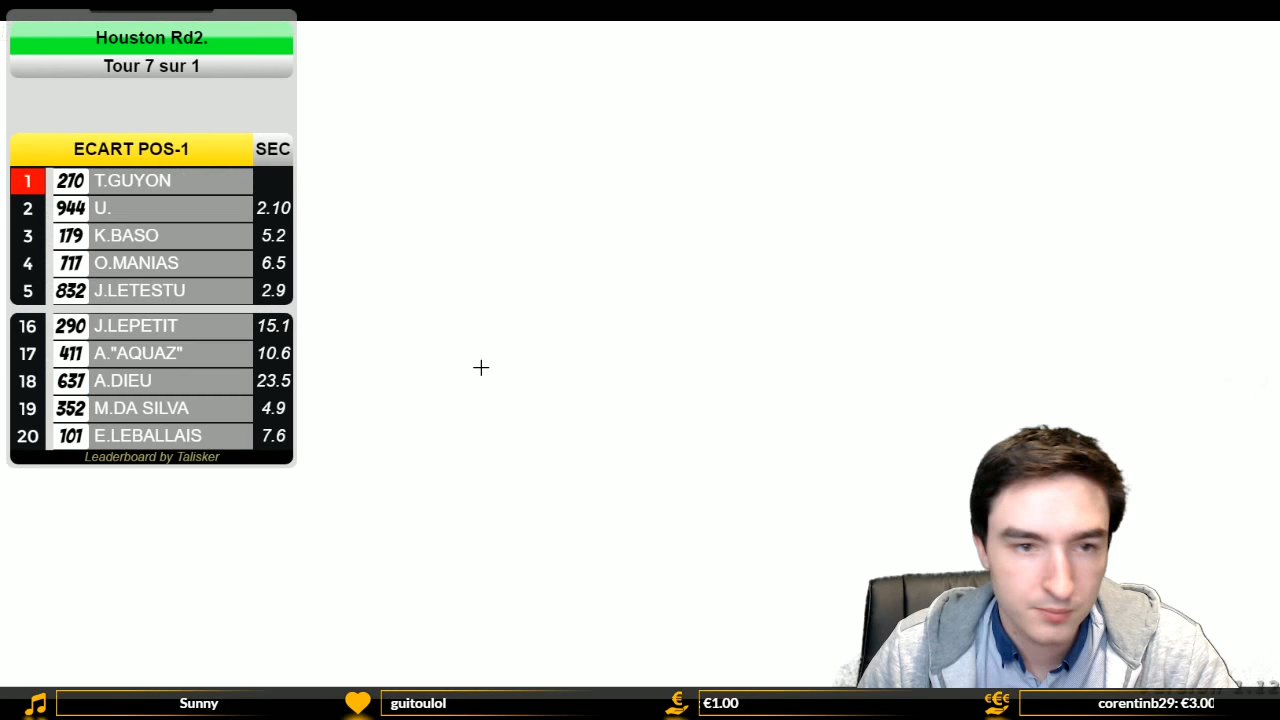 Houston Rd2.
Tour 7 sur 1
ECART POS-1 SEC
1 270 T.GUYON
2 944 U. 2.10
3 179 K.BASO 5.2
4 717 O.MANIAS 6.5
5 832 J.LETESTU 2.9
16 290 J.LEPETIT 15.1
17 411 A."AQUAZ" 10.6
18 637 A.DIEU 23.5
19 352 M.DA SILVA 4.9
20 101 E.LEBALLAIS 7.6
Leaderboard by Talisker
Sunny guitoulol : €1.00 corentinb29: €3.00